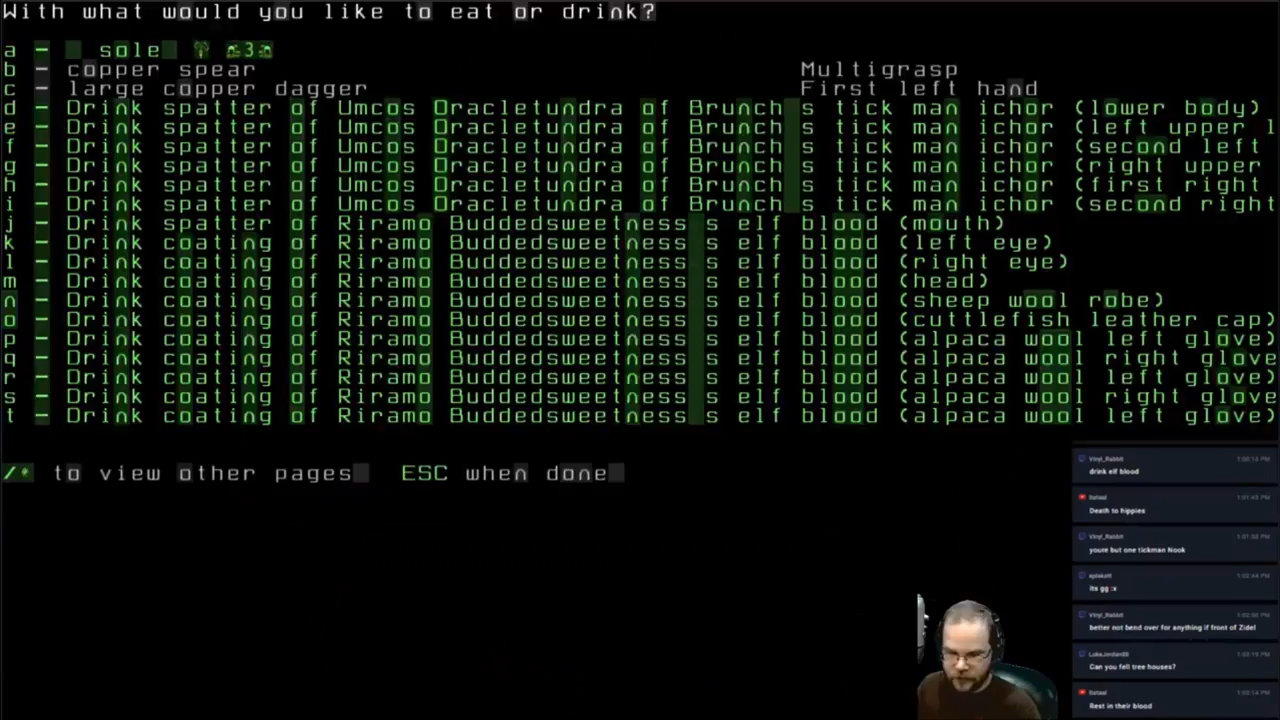 With what would you like to eat or drink?
a - sole 3
b - copper spear Multigrasp
c - large copper dagger First left hand
d - Drink spatter of Umcos Oracletundra of Brunch s tick man ichor (lower body)
e - Drink spatter of Umcos Oracletundra of Brunch s tick man ichor (left upper l
f - Drink spatter of Umcos Oracletundra of Brunch s tick man ichor (second left
g - Drink spatter of Umcos Oracletundra of Brunch s tick man ichor (right upper
h - Drink spatter of Umcos Oracletundra of Brunch s tick man ichor (first right
i - Drink spatter of Umcos Oracletundra of Brunch s tick man ichor (second right
j - Drink spatter of Riramo Buddedsweetness s elf blood (mouth)
k - Drink coating of Riramo Buddedsweetness s elf blood (left eye)
l - Drink coating of Riramo Buddedsweetness s elf blood (right eye)
m - Drink coating of Riramo Buddedsweetness s elf blood (head)
n - Drink coating of Riramo Buddedsweetness s elf blood (sheep wool robe)
o - Drink coating of Riramo Buddedsweetness s elf blood (cuttlefish leather cap)
p - Drink coating of Riramo Buddedsweetness s elf blood (alpaca wool left glove)
q - Drink coating of Riramo Buddedsweetness s elf blood (alpaca wool right glove
r - Drink coating of Riramo Buddedsweetness s elf blood (alpaca wool left glove)
s - Drink coating of Riramo Buddedsweetness s elf blood (alpaca wool right glove
t - Drink coating of Riramo Buddedsweetness s elf blood (alpaca wool left glove)
/* to view other pages ESC when done
Vinyl_Rabbit
drink elf blood
Death to hippies
Vinyl_Rabbit
youre but one tickman Nook
its gg :x
Vinyl_Rabbit
better not bend over for anything if front of Zidel
Can you fell tree houses?
Rest in their blood